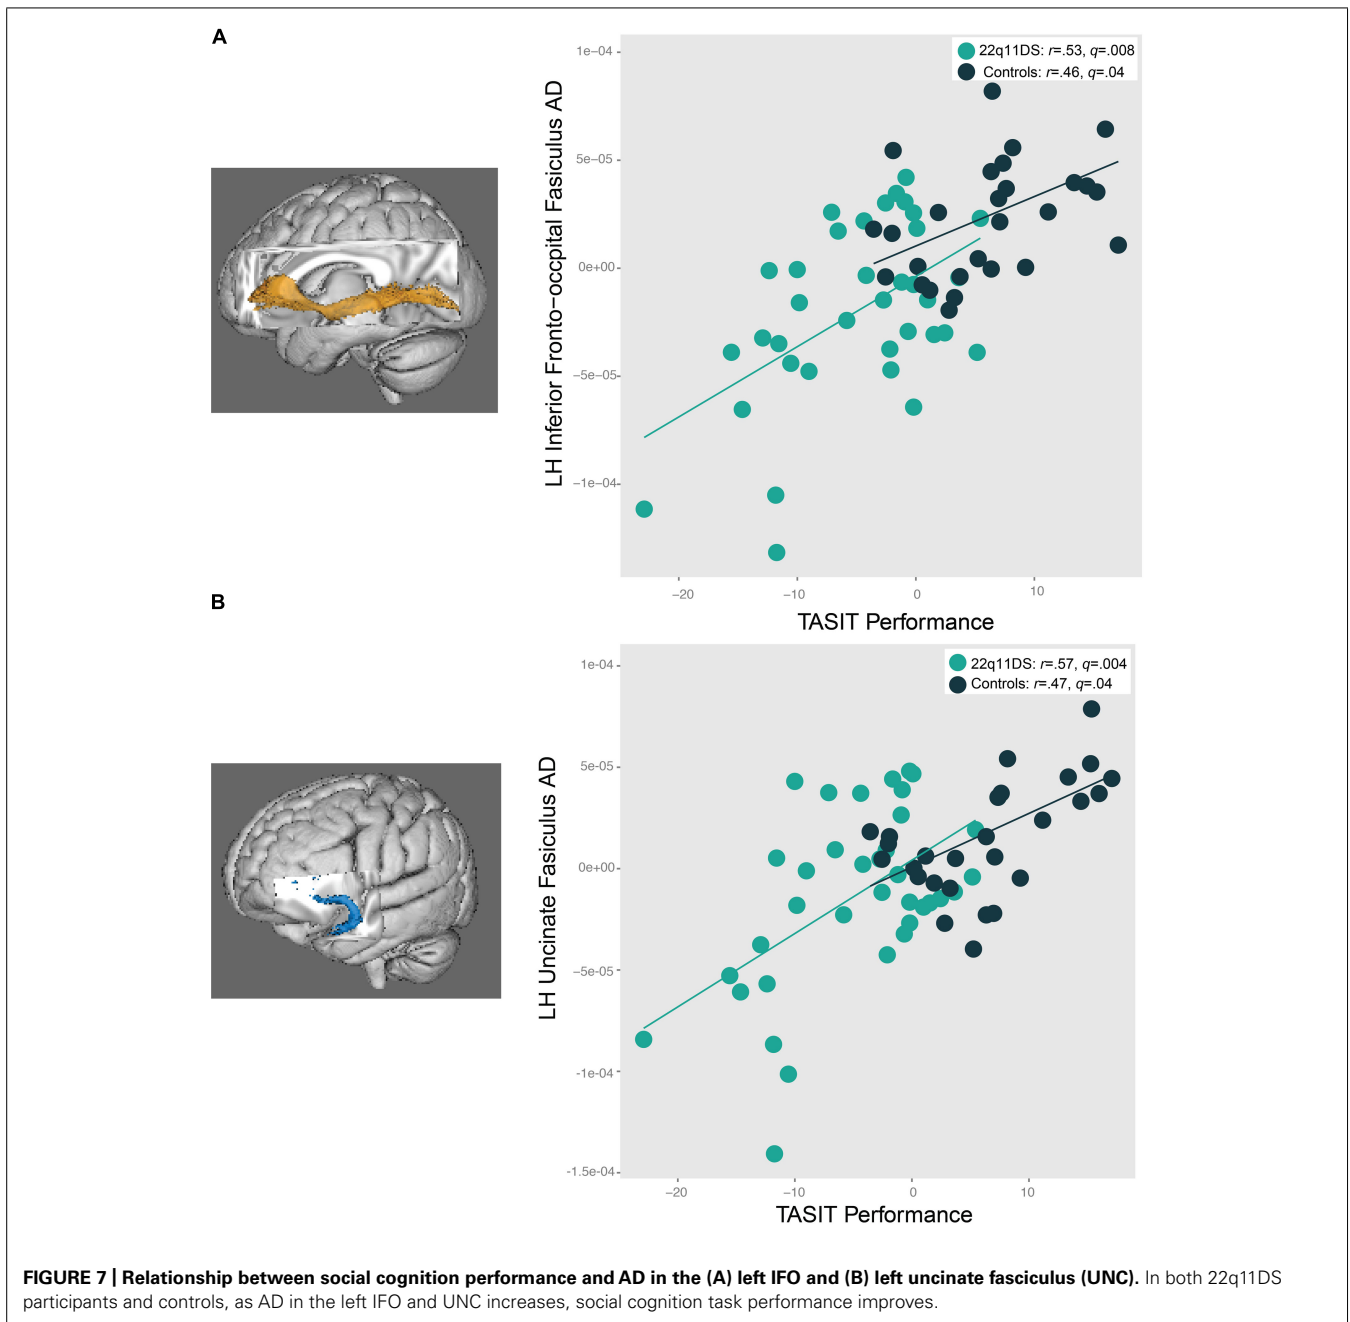 A
1e−04
5e−05
0e+00
−5e−05
−1e−04
LH Inferior Fronto−occpital Fasiculus AD
22q11DS: r=.53, q=.008
Controls: r=.46, q=.04
−20
−10
0
10
TASIT Performance
B
1e-04
5e-05
0e+00
−5e-05
-1e-04
-1.5e-04
LH Uncinate Fasiculus AD
22q11DS: r=.57, q=.004
Controls: r=.47, q=.04
−20
−10
0
10
TASIT Performance
FIGURE 7 | Relationship between social cognition performance and AD in the (A) left IFO and (B) left uncinate fasciculus (UNC). In both 22q11DS
participants and controls, as AD in the left IFO and UNC increases, social cognition task performance improves.